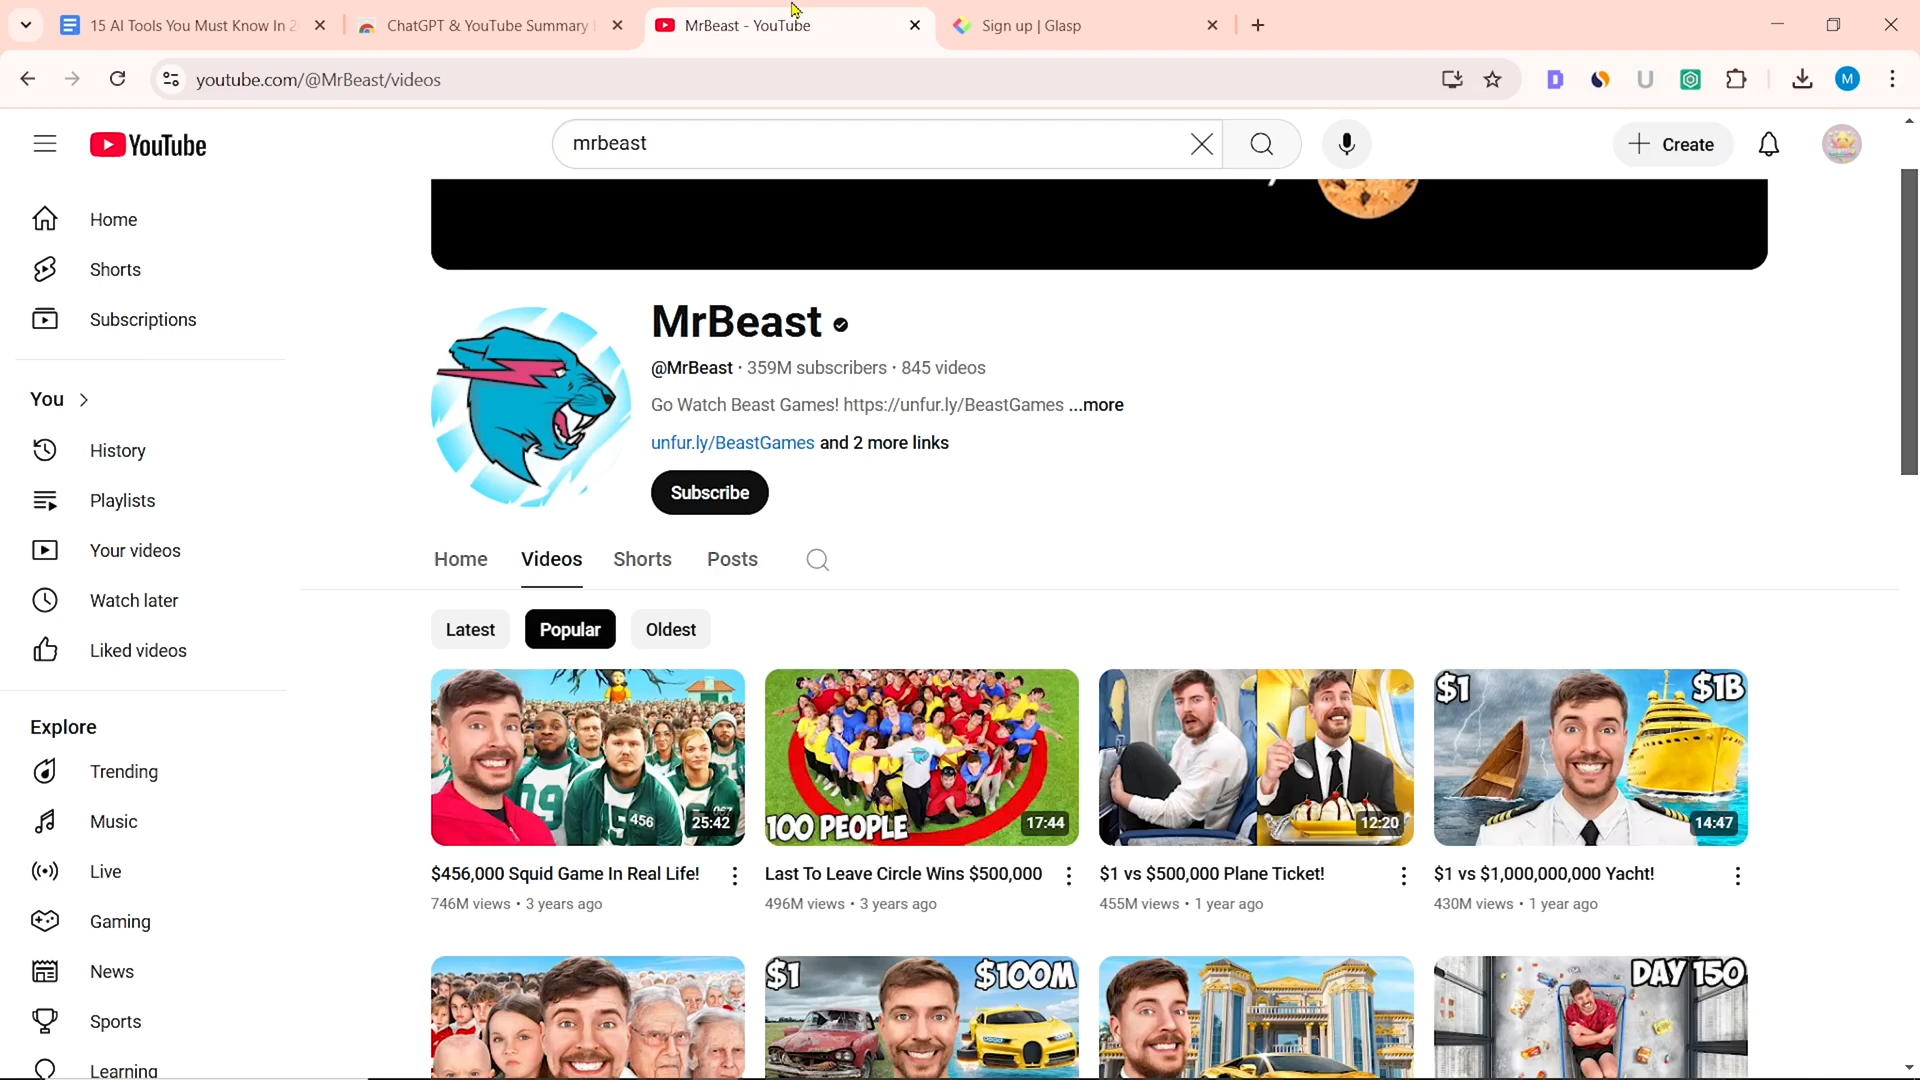 15 AI Tools You Must Know In 2
ChatGPT & YouTube Summary
MrBeast - YouTube
Sign up | Glasp
youtube.com/@MrBeast/videos
M
YouTube
mrbeast
Create
Home
Shorts
Subscriptions
You
History
Playlists
Your videos
Watch later
Liked videos
Explore
Trending
Music
Live
Gaming
News
Sports
Learning
MrBeast
@MrBeast · 359M subscribers · 845 videos
Go Watch Beast Games! https://unfur.ly/BeastGames ...more
unfur.ly/BeastGames and 2 more links
Subscribe
Home Videos Shorts Posts
Latest Popular Oldest
456
067
25:42
100 PEOPLE
17:44
12:20
$1
$1B
14:47
$456,000 Squid Game In Real Life!
746M views • 3 years ago
Last To Leave Circle Wins $500,000
496M views • 3 years ago
$1 vs $500,000 Plane Ticket!
455M views • 1 year ago
$1 vs $1,000,000,000 Yacht!
430M views • 1 year ago
$1
$100M
DAY 150